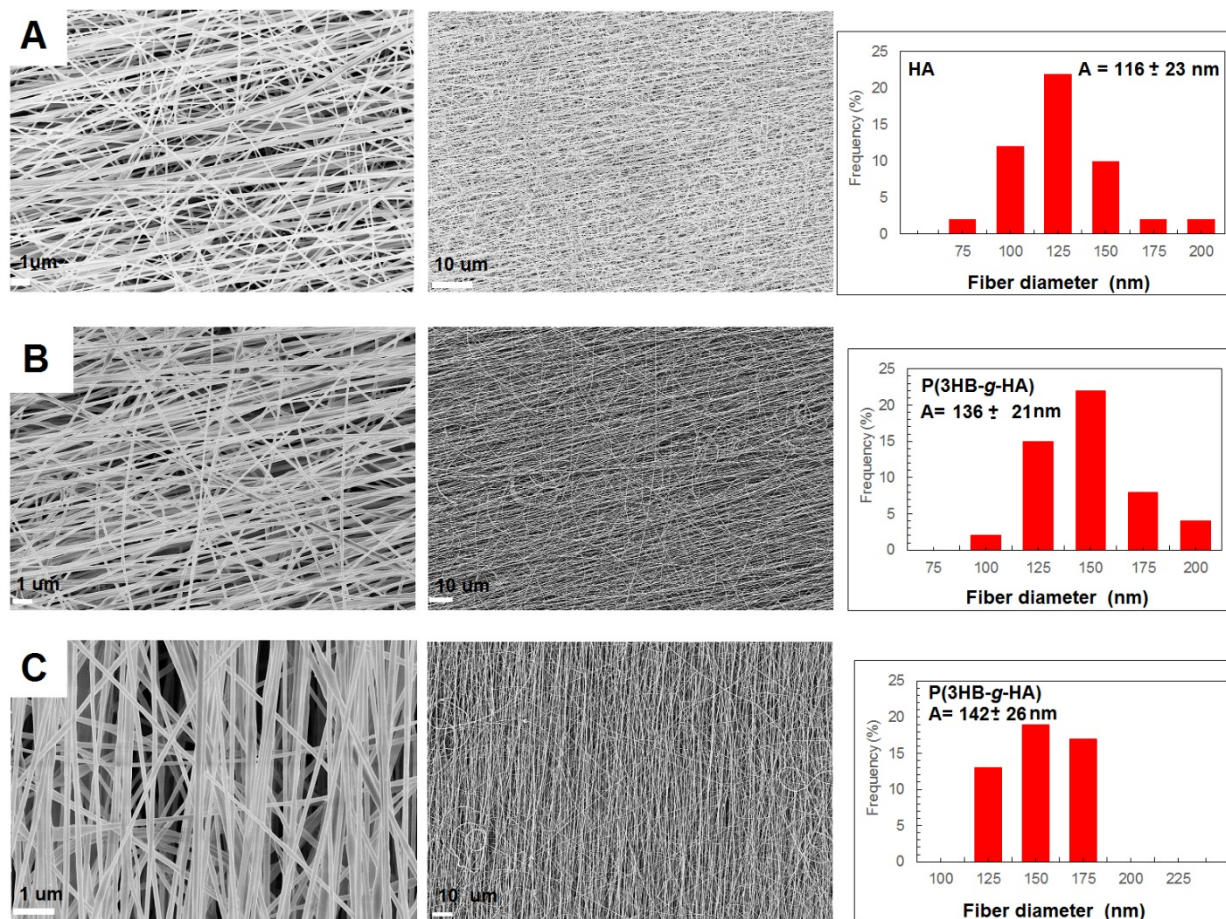 A
1um
10 um
HA
A = 116 ± 23 nm
Frequency (%)
25
20
15
10
5
0
75 100 125 150 175 200
Fiber diameter (nm)
B
1 um
10 um
P(3HB-g-HA)
A= 136 ± 21nm
Frequency (%)
25
20
15
10
5
0
75 100 125 150 175 200
Fiber diameter (nm)
C
1 um
10 um
P(3HB-g-HA)
A= 142± 26 nm
Frequency (%)
25
20
15
10
5
0
100 125 150 175 200 225
Fiber diameter (nm)